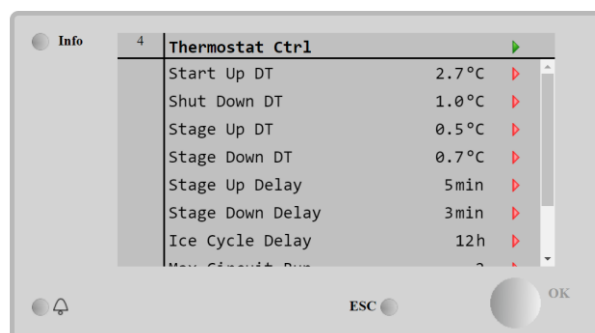 Info
4 Thermostat Ctrl
Start Up DT 2.7°C
Shut Down DT 1.0°C
Stage Up DT 0.5°C
Stage Down DT 0.7°C
Stage Up Delay 5min
Stage Down Delay 3min
Ice Cycle Delay 12h
ESC
OK